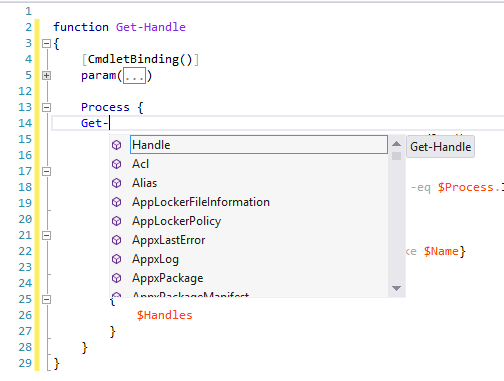 1
2 function Get-Handle
3 {
4 [CmdletBinding()]
5 param(...)
12
13 Process {
14 Get-
15 Handle Get-Handle
16 Acl
17 Alias
18 AppLockerFileInformation -eq $Process.
19 AppLockerPolicy
20 AppxLastError
21 AppxLog $Name}
22 AppxPackage
23 AppxPackageManifest
24
25 {
26 $Handles
27 }
28 }
29 }